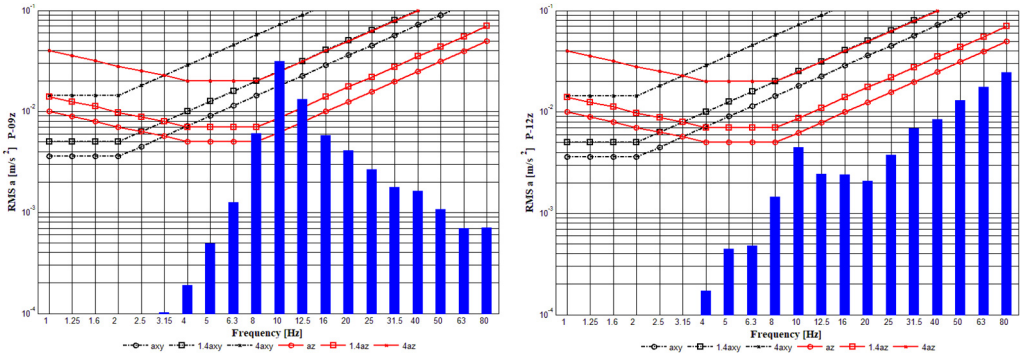 10⁻¹
10⁻²
10⁻³
10⁻⁴
RMS a [m/s²] P-09z
1 1.25 1.6 2 2.5 3.15 4 5 6.3 8 10 12.5 16 20 25 31.5 40 50 63 80
Frequency [Hz]
axy 1.4axy 4axy az 1.4az 4az
10⁻¹
10⁻²
10⁻³
10⁻⁴
RMS a [m/s²] P-12z
1 1.25 1.6 2 2.5 3.15 4 5 6.3 8 10 12.5 16 20 25 31.5 40 50 63 80
Frequency [Hz]
axy 1.4axy 4axy az 1.4az 4az